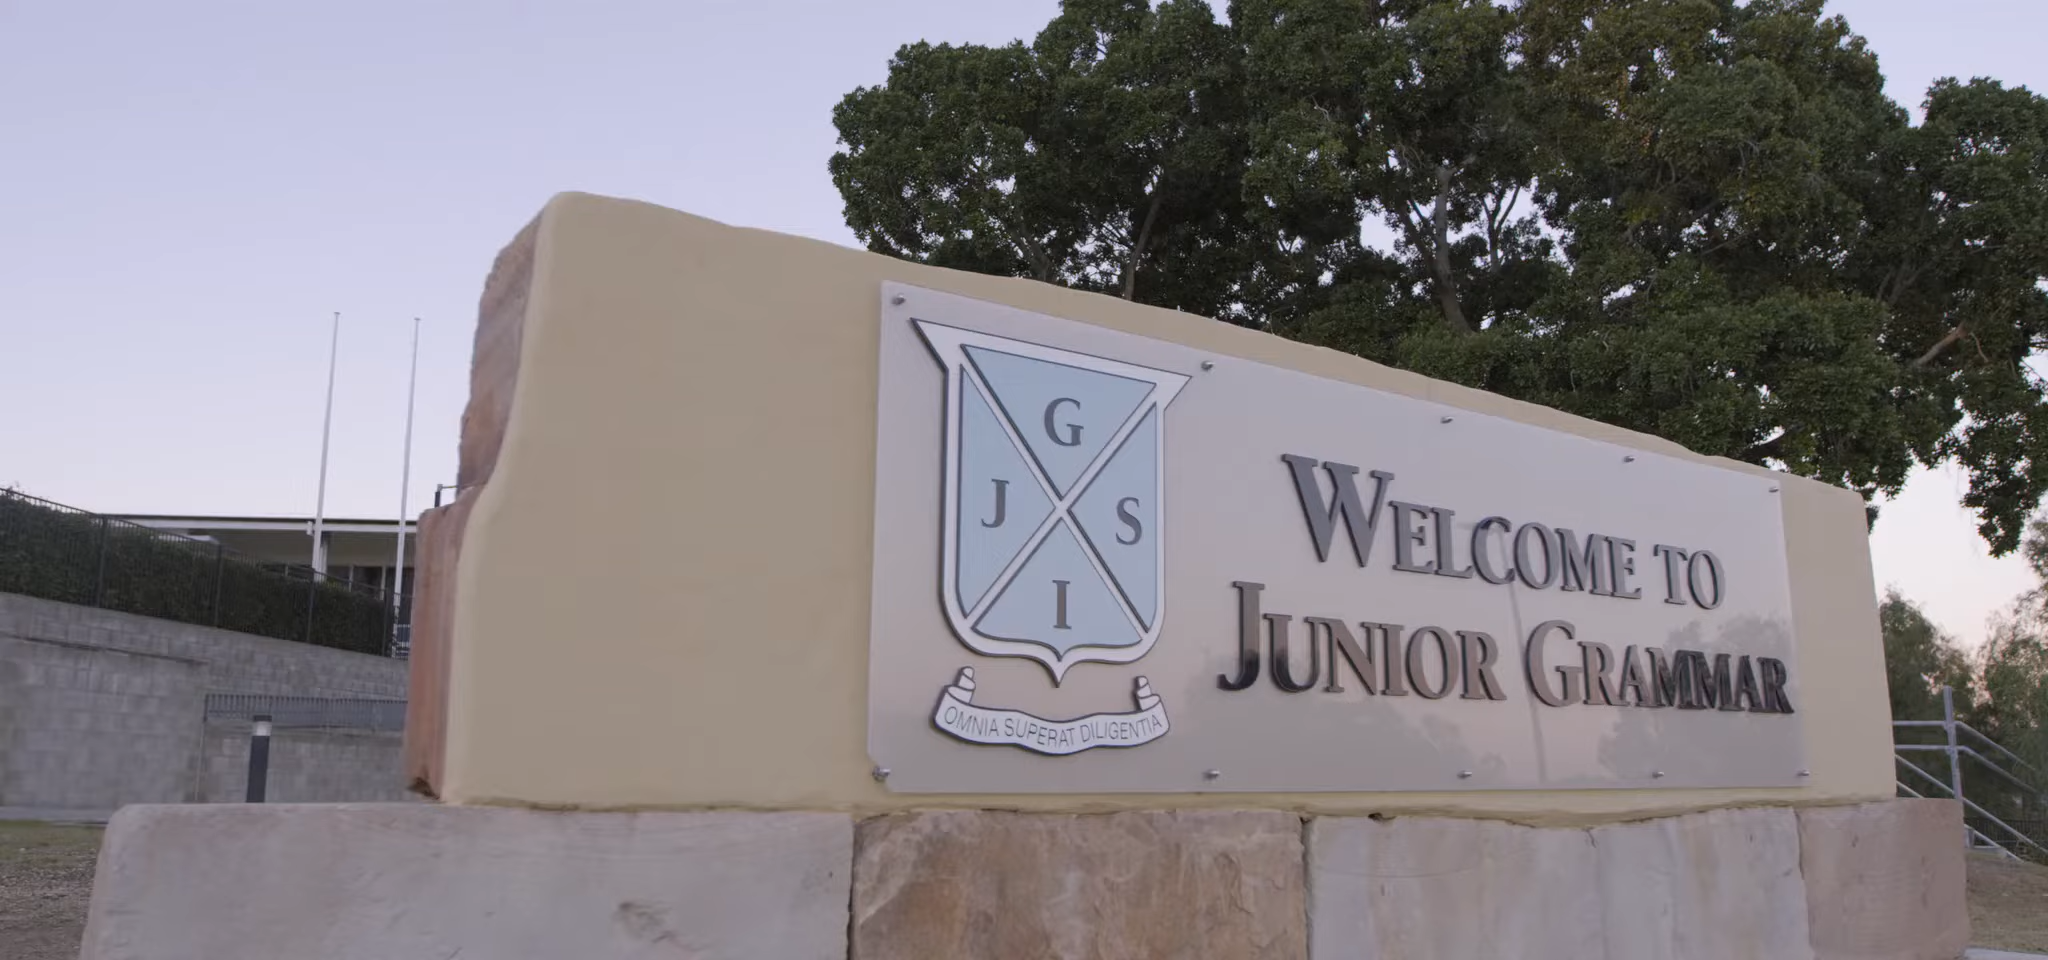 G
J S
I
OMNIA SUPERAT DILIGENTIA
WELCOME TO
JUNIOR GRAMMAR